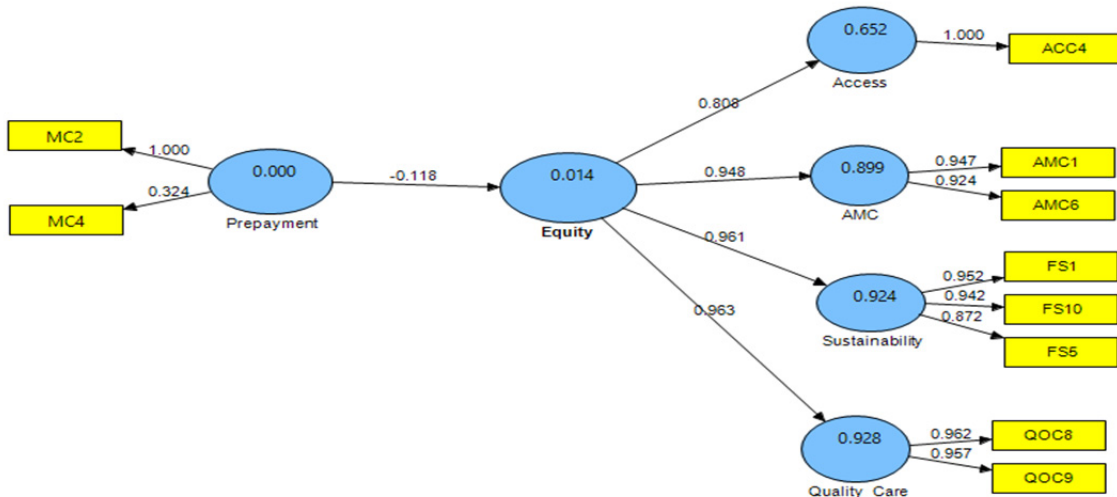 MC2
MC4
1.000
0.324
0.000
Prepayment
-0.118
0.014
Equity
0.808
0.948
0.961
0.963
0.652
Access
1.000
ACC4
0.899
AMC
0.947
0.924
AMC1
AMC6
0.924
Sustainability
0.952
0.942
0.872
FS1
FS10
FS5
0.928
Quality Care
0.962
0.957
QOC8
QOC9